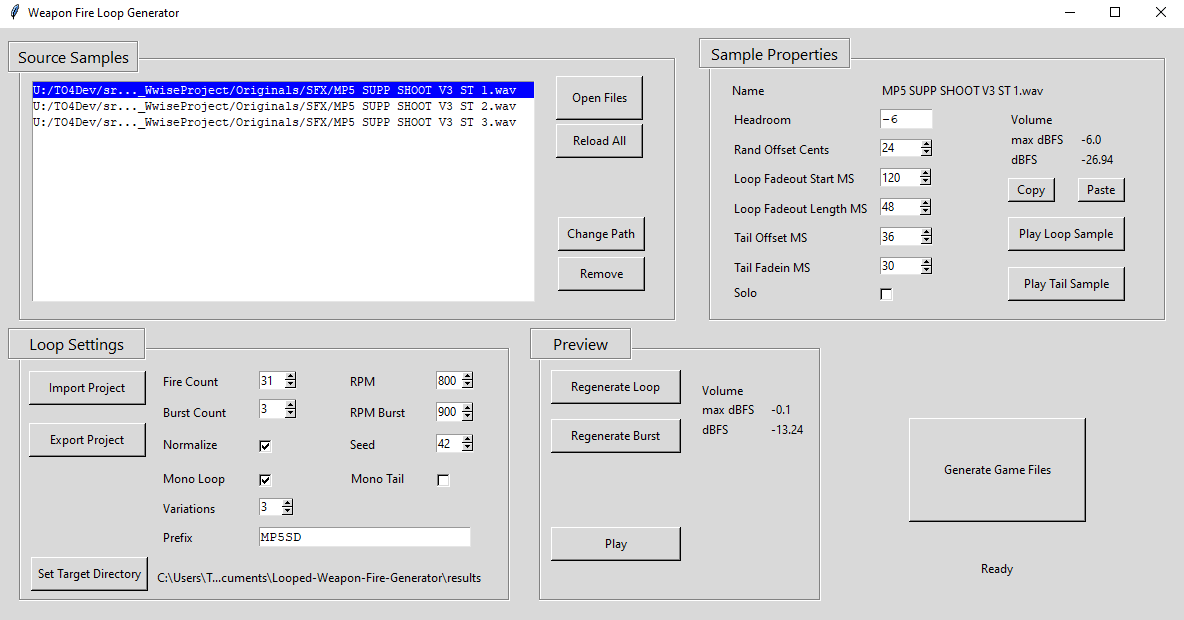 Weapon Fire Loop Generator
Source Samples
U:/TO4Dev/sr..._WwiseProject/Originals/SFX/MP5 SUPP SHOOT V3 ST 1.wav
U:/TO4Dev/sr..._WwiseProject/Originals/SFX/MP5 SUPP SHOOT V3 ST 2.wav
U:/TO4Dev/sr..._WwiseProject/Originals/SFX/MP5 SUPP SHOOT V3 ST 3.wav
Open Files
Reload All
Change Path
Remove
Sample Properties
Name MP5 SUPP SHOOT V3 ST 1.wav
Headroom -6
Rand Offset Cents 24
Loop Fadeout Start MS 120
Loop Fadeout Length MS 48
Tail Offset MS 36
Tail Fadein MS 30
Solo
Volume
max dBFS -6.0
dBFS -26.94
Copy Paste
Play Loop Sample
Play Tail Sample
Loop Settings
Import Project
Export Project
Fire Count 31 RPM 800
Burst Count 3 RPM Burst 900
Normalize Seed 42
Mono Loop Mono Tail
Variations 3
Prefix MP5SD
Set Target Directory C:\Users\T...cuments\Looped-Weapon-Fire-Generator\results
Preview
Regenerate Loop
Regenerate Burst
Volume
max dBFS -0.1
dBFS -13.24
Play
Generate Game Files
Ready